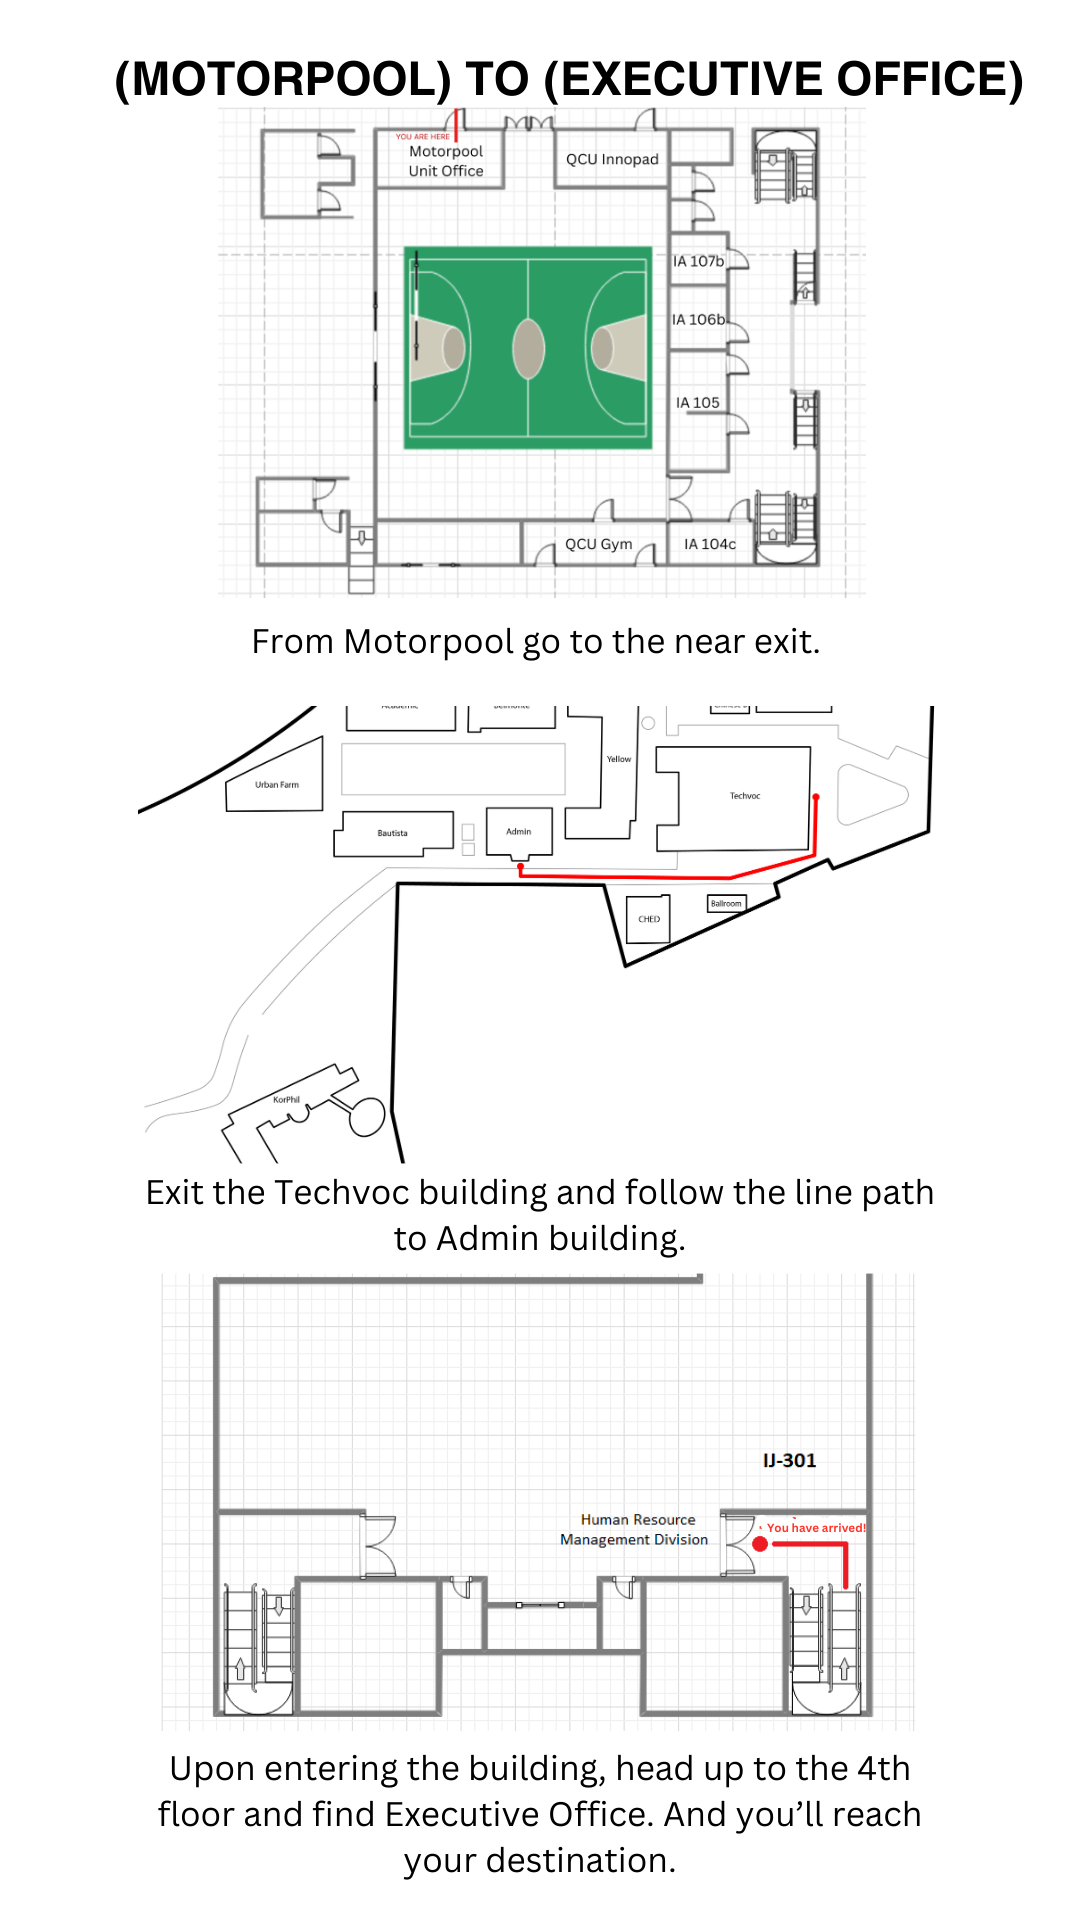 (MOTORPOOL) TO (EXECUTIVE OFFICE)
YOU ARE HERE
Motorpool
Unit Office
QCU Innopad
IA 107b
IA 106b
IA 105
QCU Gym
IA 104c
From Motorpool go to the near exit.
Academic
Belmonte
Yellow
Urban Farm
Techvoc
Bautista
Admin
CHED
Ballroom
KorPhil
Exit the Techvoc building and follow the line path
to Admin building.
IJ-301
Human Resource
Management Division
You have arrived!
Upon entering the building, head up to the 4th
floor and find Executive Office. And you’ll reach
your destination.